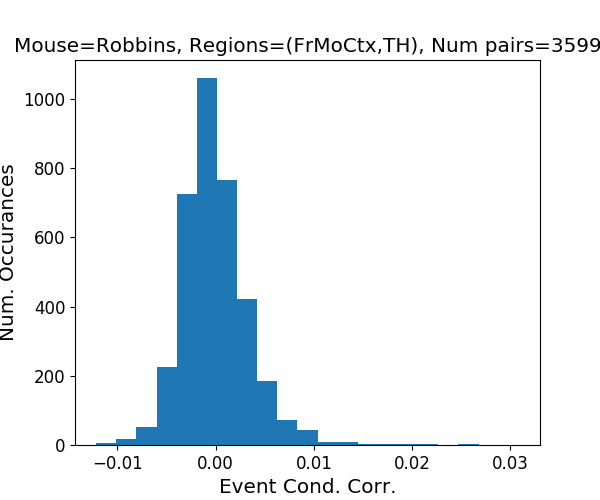 Mouse=Robbins, Regions=(FrMoCtx,TH), Num pairs=3599
1000
800
600
400
200
0
Num. Occurances
−0.01 0.00 0.01 0.02 0.03
Event Cond. Corr.